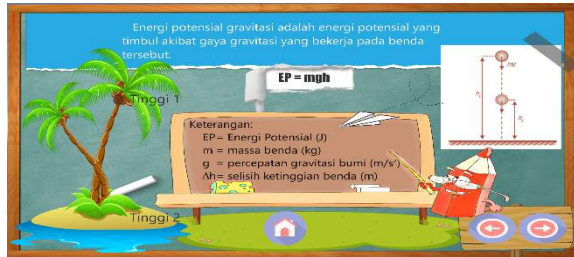 Energi potensial gravitasi adalah energi potensial yang
timbul akibat gaya gravitasi yang bekerja pada benda
tersebut.
EP = mgh
Tinggi 1
mg
Keterangan:
EP = Energi Potensial (J)
m = massa benda (kg)
g = percepatan gravitasi bumi (m/s²)
Δh = selisih ketinggian benda (m)
Tinggi 2